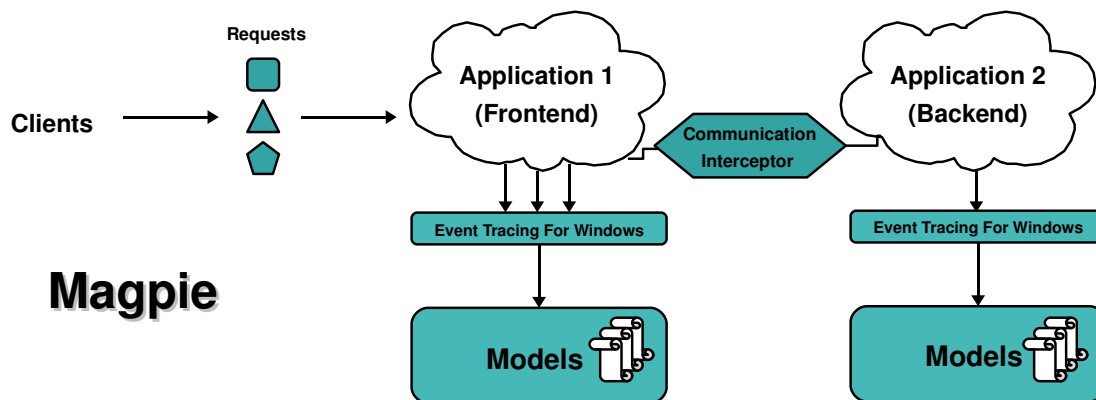 Requests
Clients
Application 1
(Frontend)
Communication
Interceptor
Application 2
(Backend)
Event Tracing For Windows
Event Tracing For Windows
Magpie
Models
Models